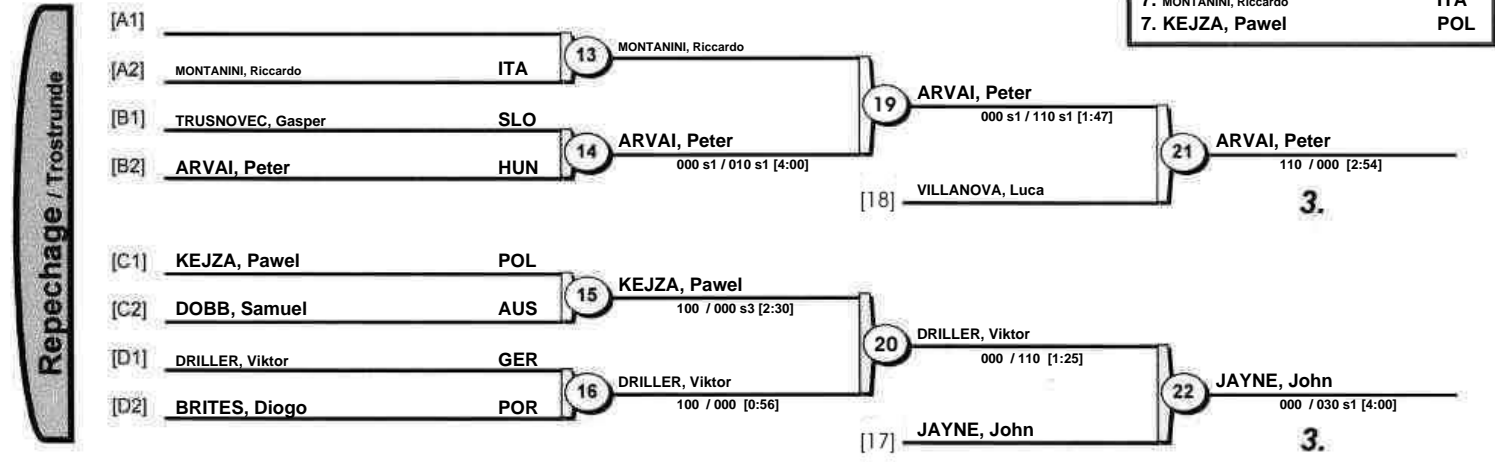 7. MONTANINI, Riccardo ITA
7. KEJZA, Pawel POL
Repechage / Trostrunde
[A1]
[A2] MONTANINI, Riccardo ITA
13 MONTANINI, Riccardo
[B1] TRUSNOVEC, Gasper SLO
[B2] ARVAI, Peter HUN
14 ARVAI, Peter
000 s1 / 010 s1 [4:00]
19 ARVAI, Peter
000 s1 / 110 s1 [1:47]
[18] VILLANOVA, Luca
21 ARVAI, Peter
110 / 000 [2:54]
3.
[C1] KEJZA, Pawel POL
[C2] DOBB, Samuel AUS
15 KEJZA, Pawel
100 / 000 s3 [2:30]
[D1] DRILLER, Viktor GER
[D2] BRITES, Diogo POR
16 DRILLER, Viktor
100 / 000 [0:56]
20 DRILLER, Viktor
000 / 110 [1:25]
[17] JAYNE, John
22 JAYNE, John
000 / 030 s1 [4:00]
3.